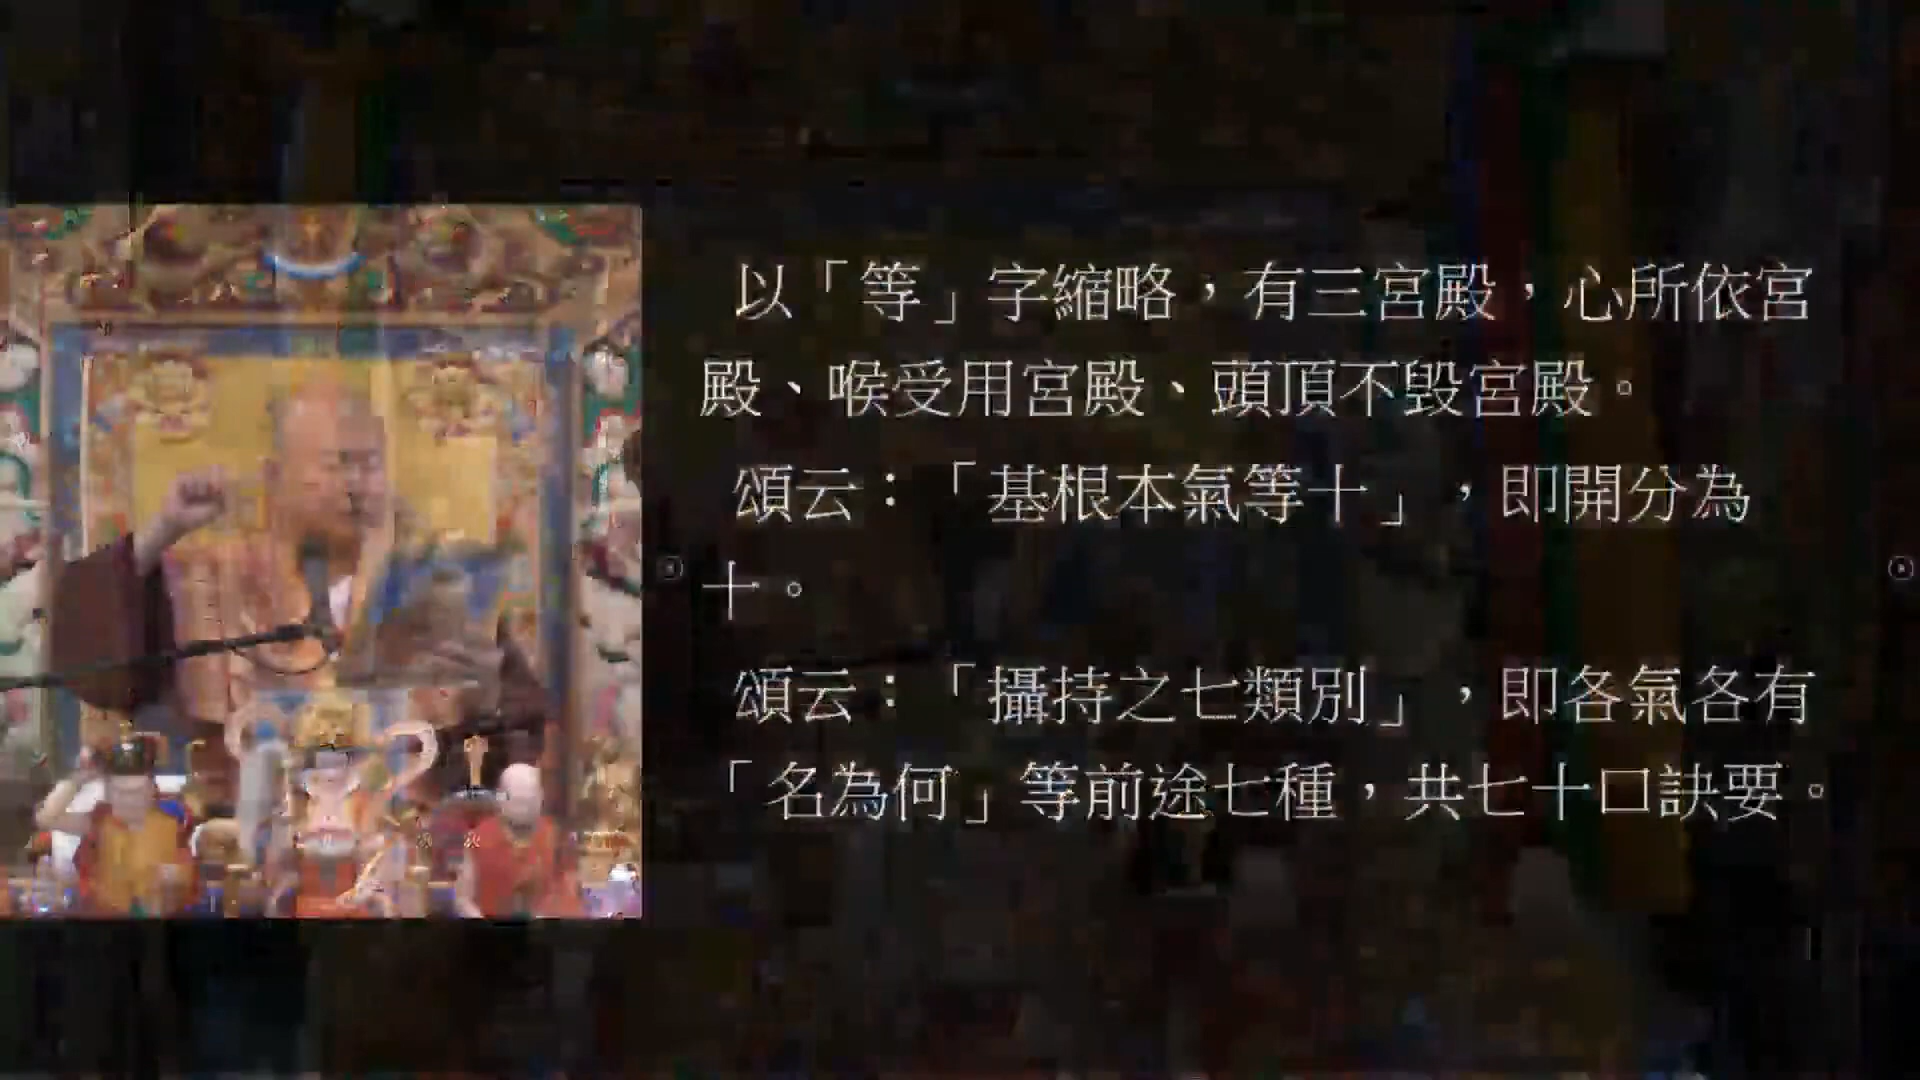 以「等」字縮略，有三宮殿，心所依宮
殿、喉受用宮殿、頭頂不毀宮殿。
頌云：「基根本氣等十」，即開分為
十。
頌云：「攝持之七類別」，即各氣各有
「名為何」等前途七種，共七十口訣要。